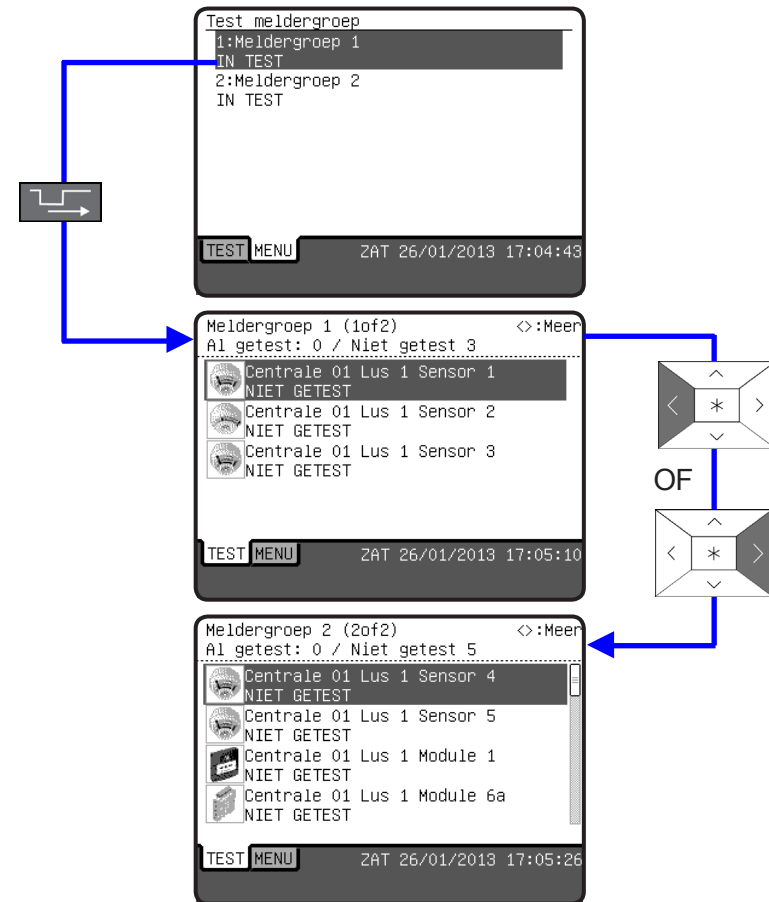 Test meldergroep
1:Meldergroep 1
IN TEST
2:Meldergroep 2
IN TEST
TEST MENU ZAT 26/01/2013 17:04:43
Meldergroep 1 (1of2) <>:Meer
Al getest: 0 / Niet getest 3
Centrale 01 Lus 1 Sensor 1
NIET GETEST
Centrale 01 Lus 1 Sensor 2
NIET GETEST
Centrale 01 Lus 1 Sensor 3
NIET GETEST
TEST MENU ZAT 26/01/2013 17:05:10
OF
Meldergroep 2 (2of2) <>:Meer
Al getest: 0 / Niet getest 5
Centrale 01 Lus 1 Sensor 4
NIET GETEST
Centrale 01 Lus 1 Sensor 5
NIET GETEST
Centrale 01 Lus 1 Module 1
NIET GETEST
Centrale 01 Lus 1 Module 6a
NIET GETEST
TEST MENU ZAT 26/01/2013 17:05:26